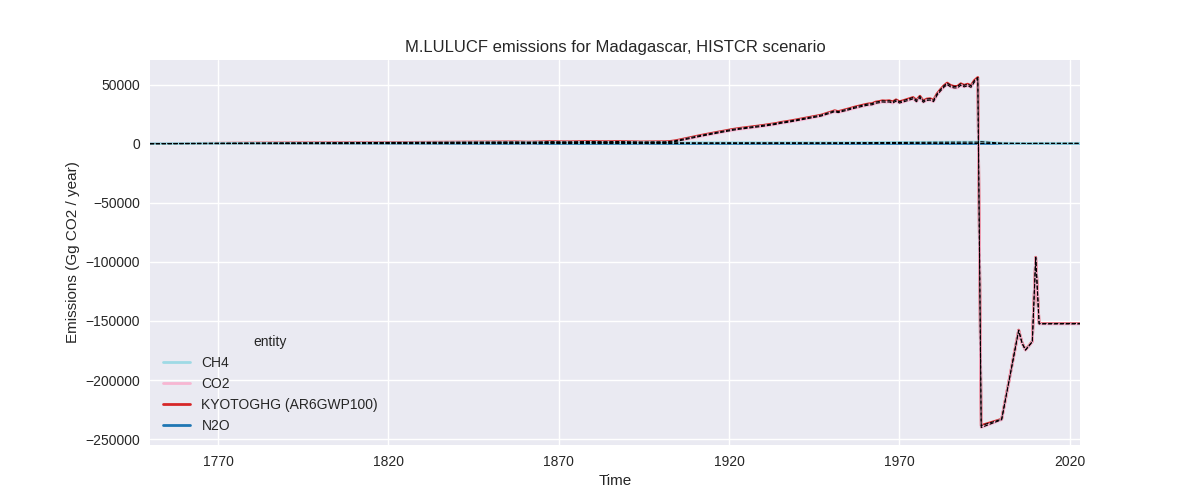 M.LULUCF emissions for Madagascar, HISTCR scenario
Emissions (Gg CO2 / year)
50000
0
−50000
−100000
−150000
−200000
−250000
entity
CH4
CO2
KYOTOGHG (AR6GWP100)
N2O
1770
1820
1870
1920
1970
2020
Time